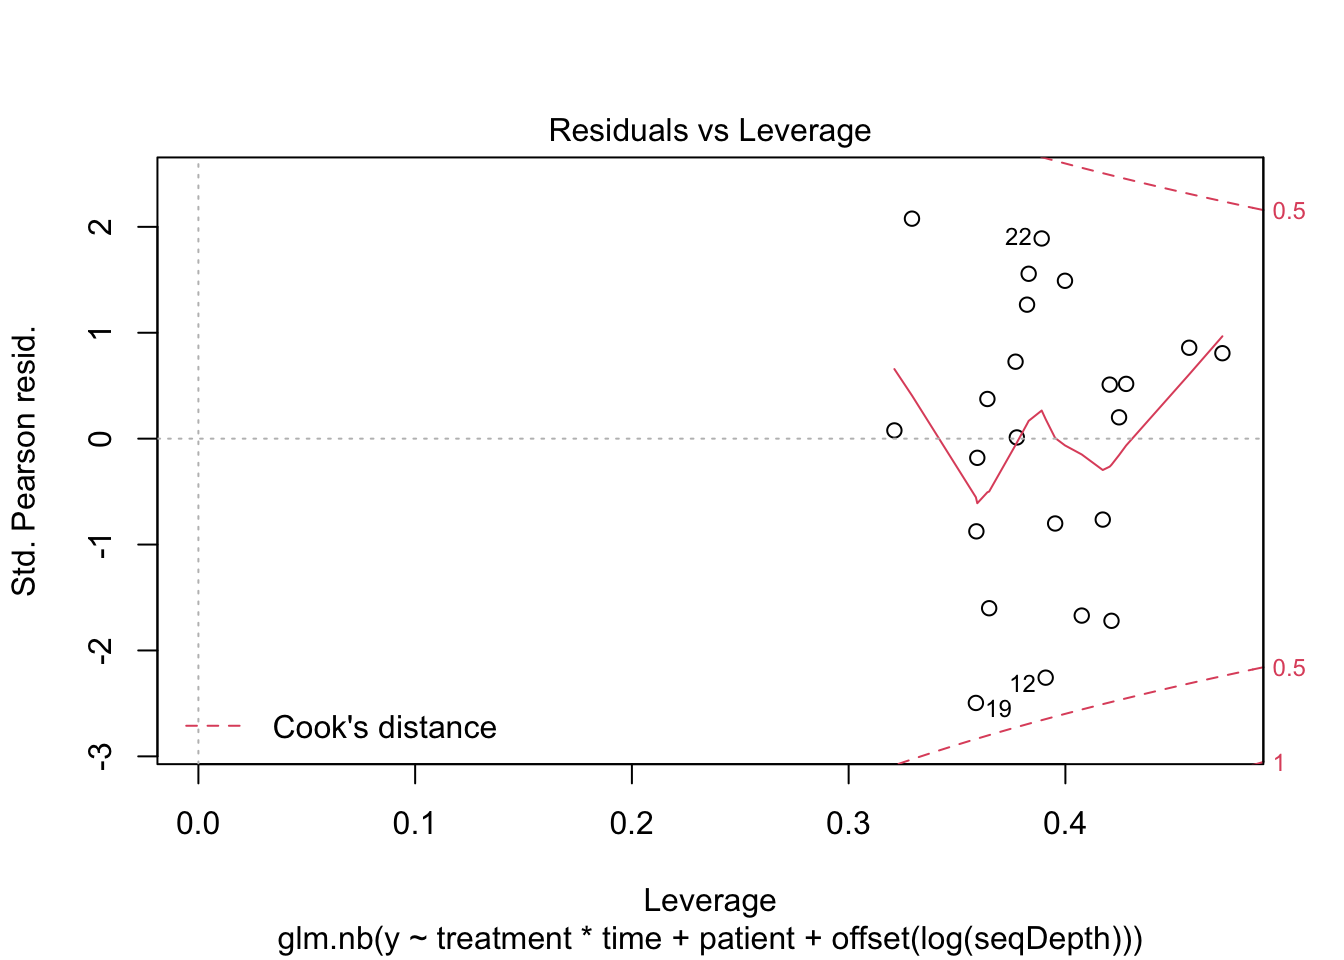 Residuals vs Leverage
Std. Pearson resid.
2
1
0
-1
-2
-3
22
12
19
0.5
0.5
1
Cook's distance
0.0 0.1 0.2 0.3 0.4
Leverage
glm.nb(y ~ treatment * time + patient + offset(log(seqDepth)))